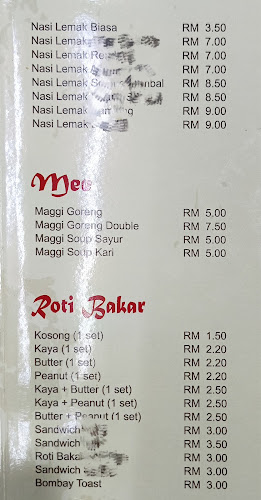 Nasi Lemak Biasa RM 3.50
Nasi Lemak RM 7.00
Nasi Lemak RM 7.00
Nasi Lemak RM 7.00
Nasi Lemak RM 8.50
Nasi Lemak RM 8.50
Nasi Lemak RM 9.00
Nasi Lemak RM 9.00
Mee
Maggi Goreng RM 5.00
Maggi Goreng Double RM 7.50
Maggi Soup Sayur RM 5.00
Maggi Soup Kari RM 5.00
Roti Bakar
Kosong (1 set) RM 1.50
Kaya (1 set) RM 2.20
Butter (1 set) RM 2.20
Peanut (1 set) RM 2.20
Kaya + Butter (1 set) RM 2.50
Kaya + Peanut (1 set) RM 2.50
Butter + Peanut (1 set) RM 2.50
Sandwich RM 3.00
Sandwich RM 3.50
Roti Bakar RM 3.00
Sandwich RM 3.00
Bombay Toast RM 3.00